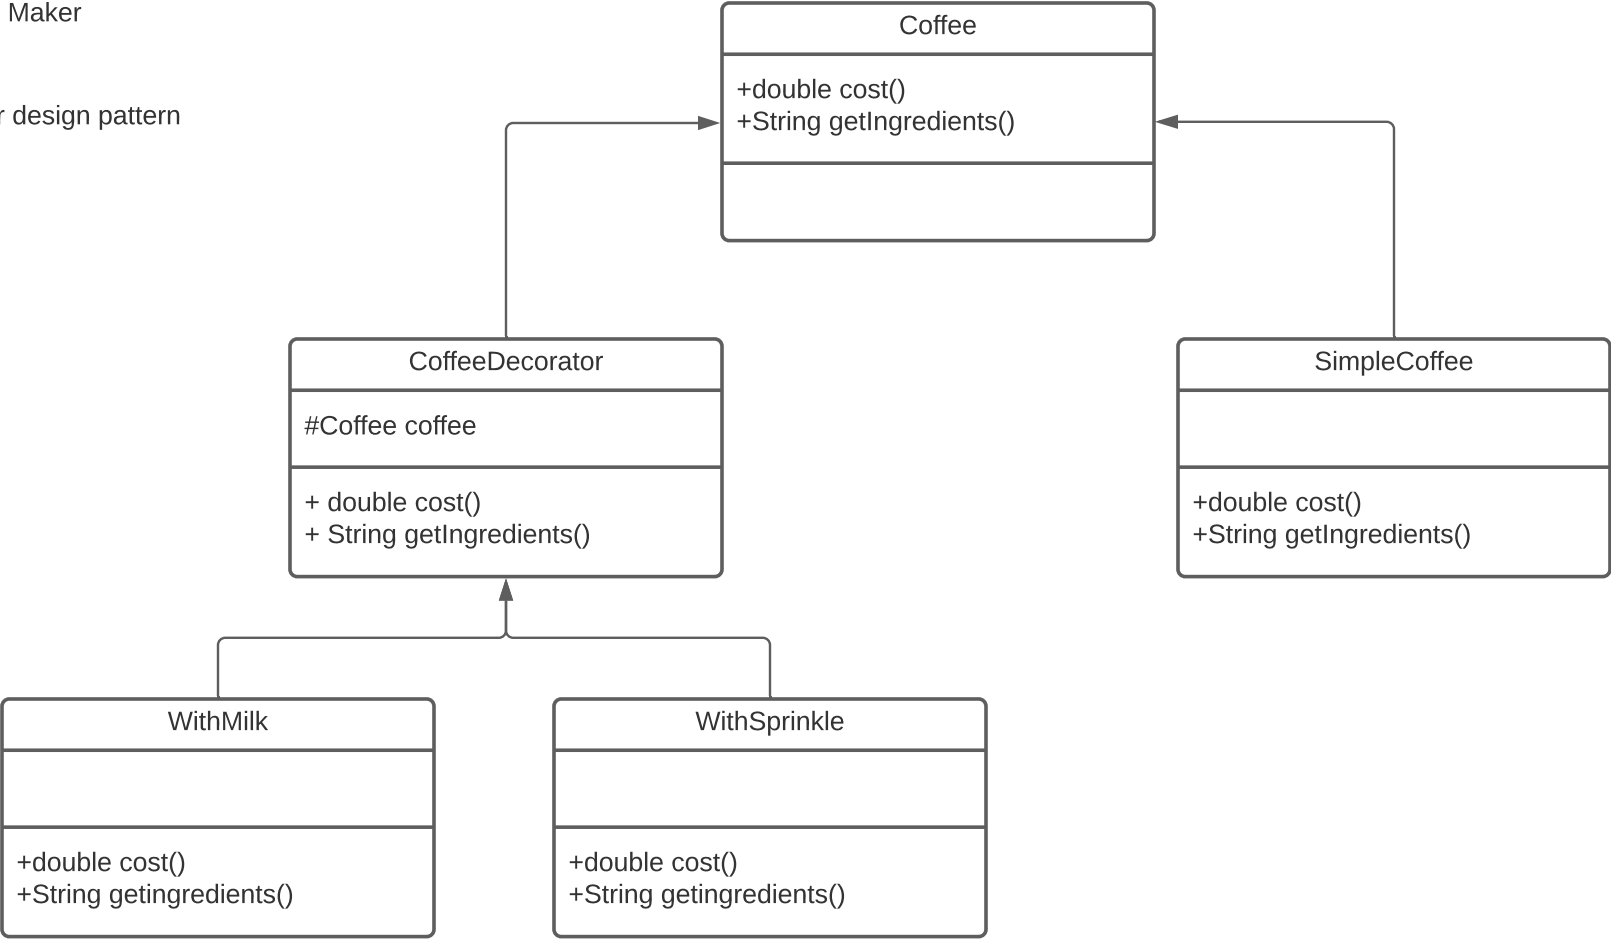 Maker
design pattern
Coffee
+double cost()
+String getIngredients()
CoffeeDecorator
#Coffee coffee
+ double cost()
+ String getIngredients()
SimpleCoffee
+double cost()
+String getIngredients()
WithMilk
+double cost()
+String getingredients()
WithSprinkle
+double cost()
+String getingredients()